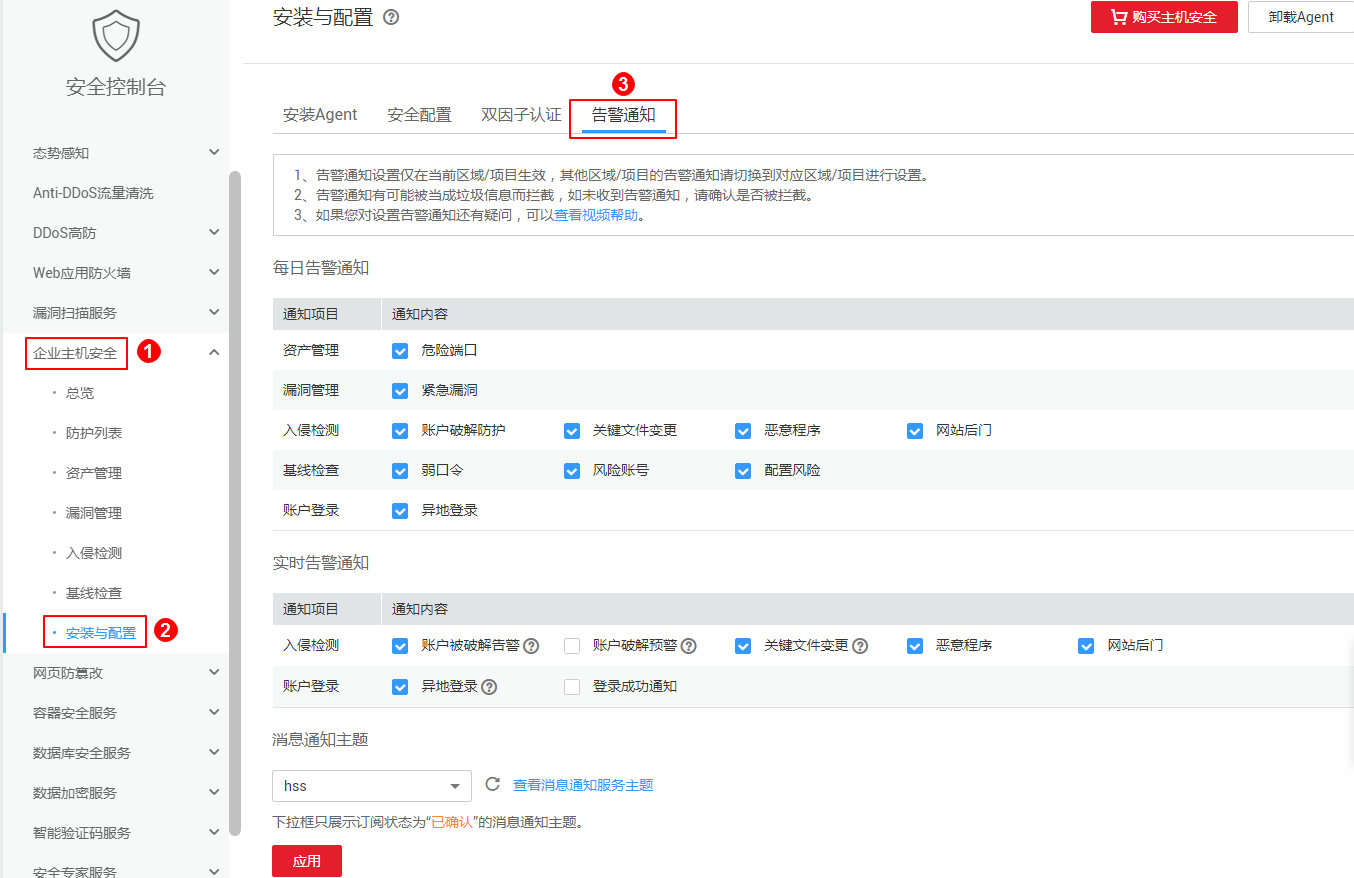 安全控制台
态势感知
Anti-DDoS流量清洗
DDoS高防
Web应用防火墙
漏洞扫描服务
企业主机安全 1
· 总览
· 防护列表
· 资产管理
· 漏洞管理
· 入侵检测
· 基线检查
· 安装与配置 2
网页防篡改
容器安全服务
数据库安全服务
数据加密服务
智能验证码服务
安全专家服务
安装与配置 ?
购买主机安全 卸载Agent
3
安装Agent 安全配置 双因子认证 告警通知
1、告警通知设置仅在当前区域/项目生效，其他区域/项目的告警通知请切换到对应区域/项目进行设置。
2、告警通知有可能被当成垃圾信息而拦截，如未收到告警通知，请确认是否被拦截。
3、如果您对设置告警通知还有疑问，可以查看视频帮助。
每日告警通知
通知项目 通知内容
资产管理 危险端口
漏洞管理 紧急漏洞
入侵检测 账户破解防护 关键文件变更 恶意程序 网站后门
基线检查 弱口令 风险账号 配置风险
账户登录 异地登录
实时告警通知
通知项目 通知内容
入侵检测 账户被破解告警 ? 账户破解预警 ? 关键文件变更 ? 恶意程序 网站后门
账户登录 异地登录 ? 登录成功通知
消息通知主题
hss 查看消息通知服务主题
下拉框只展示订阅状态为“已确认”的消息通知主题。
应用